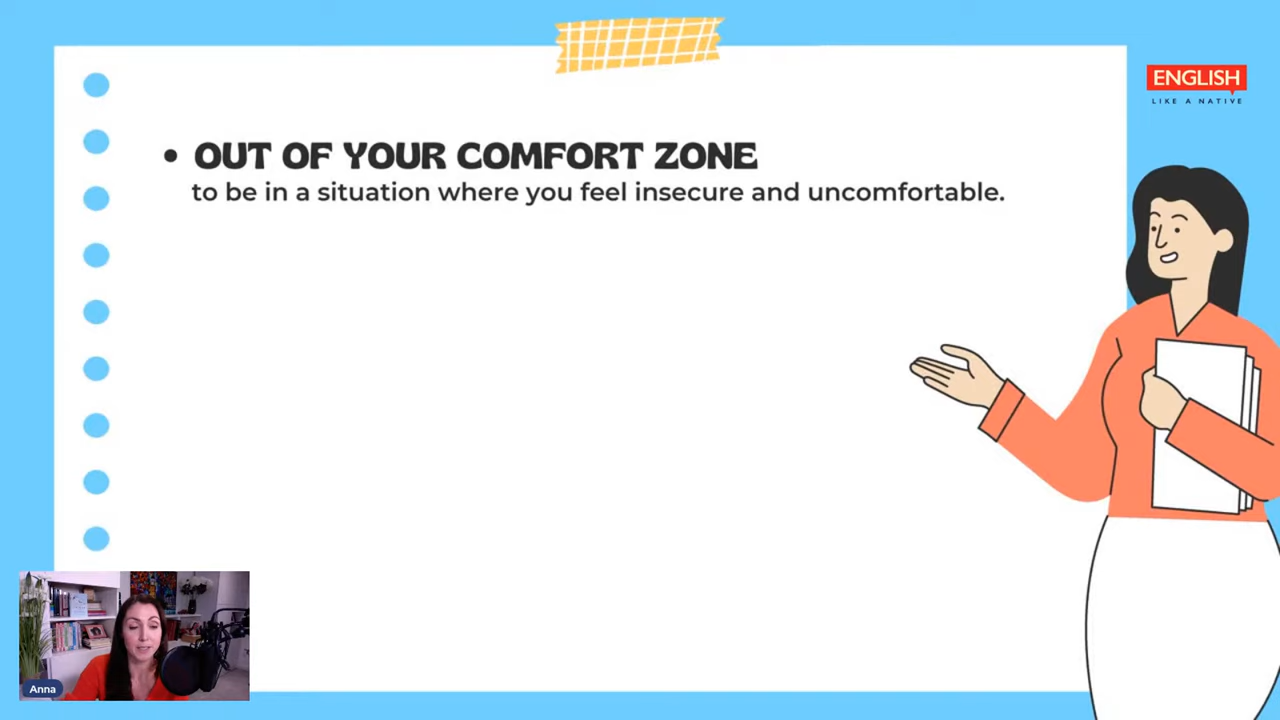 ENGLISH
LIKE A NATIVE
• OUT OF YOUR COMFORT ZONE
to be in a situation where you feel insecure and uncomfortable.
Anna